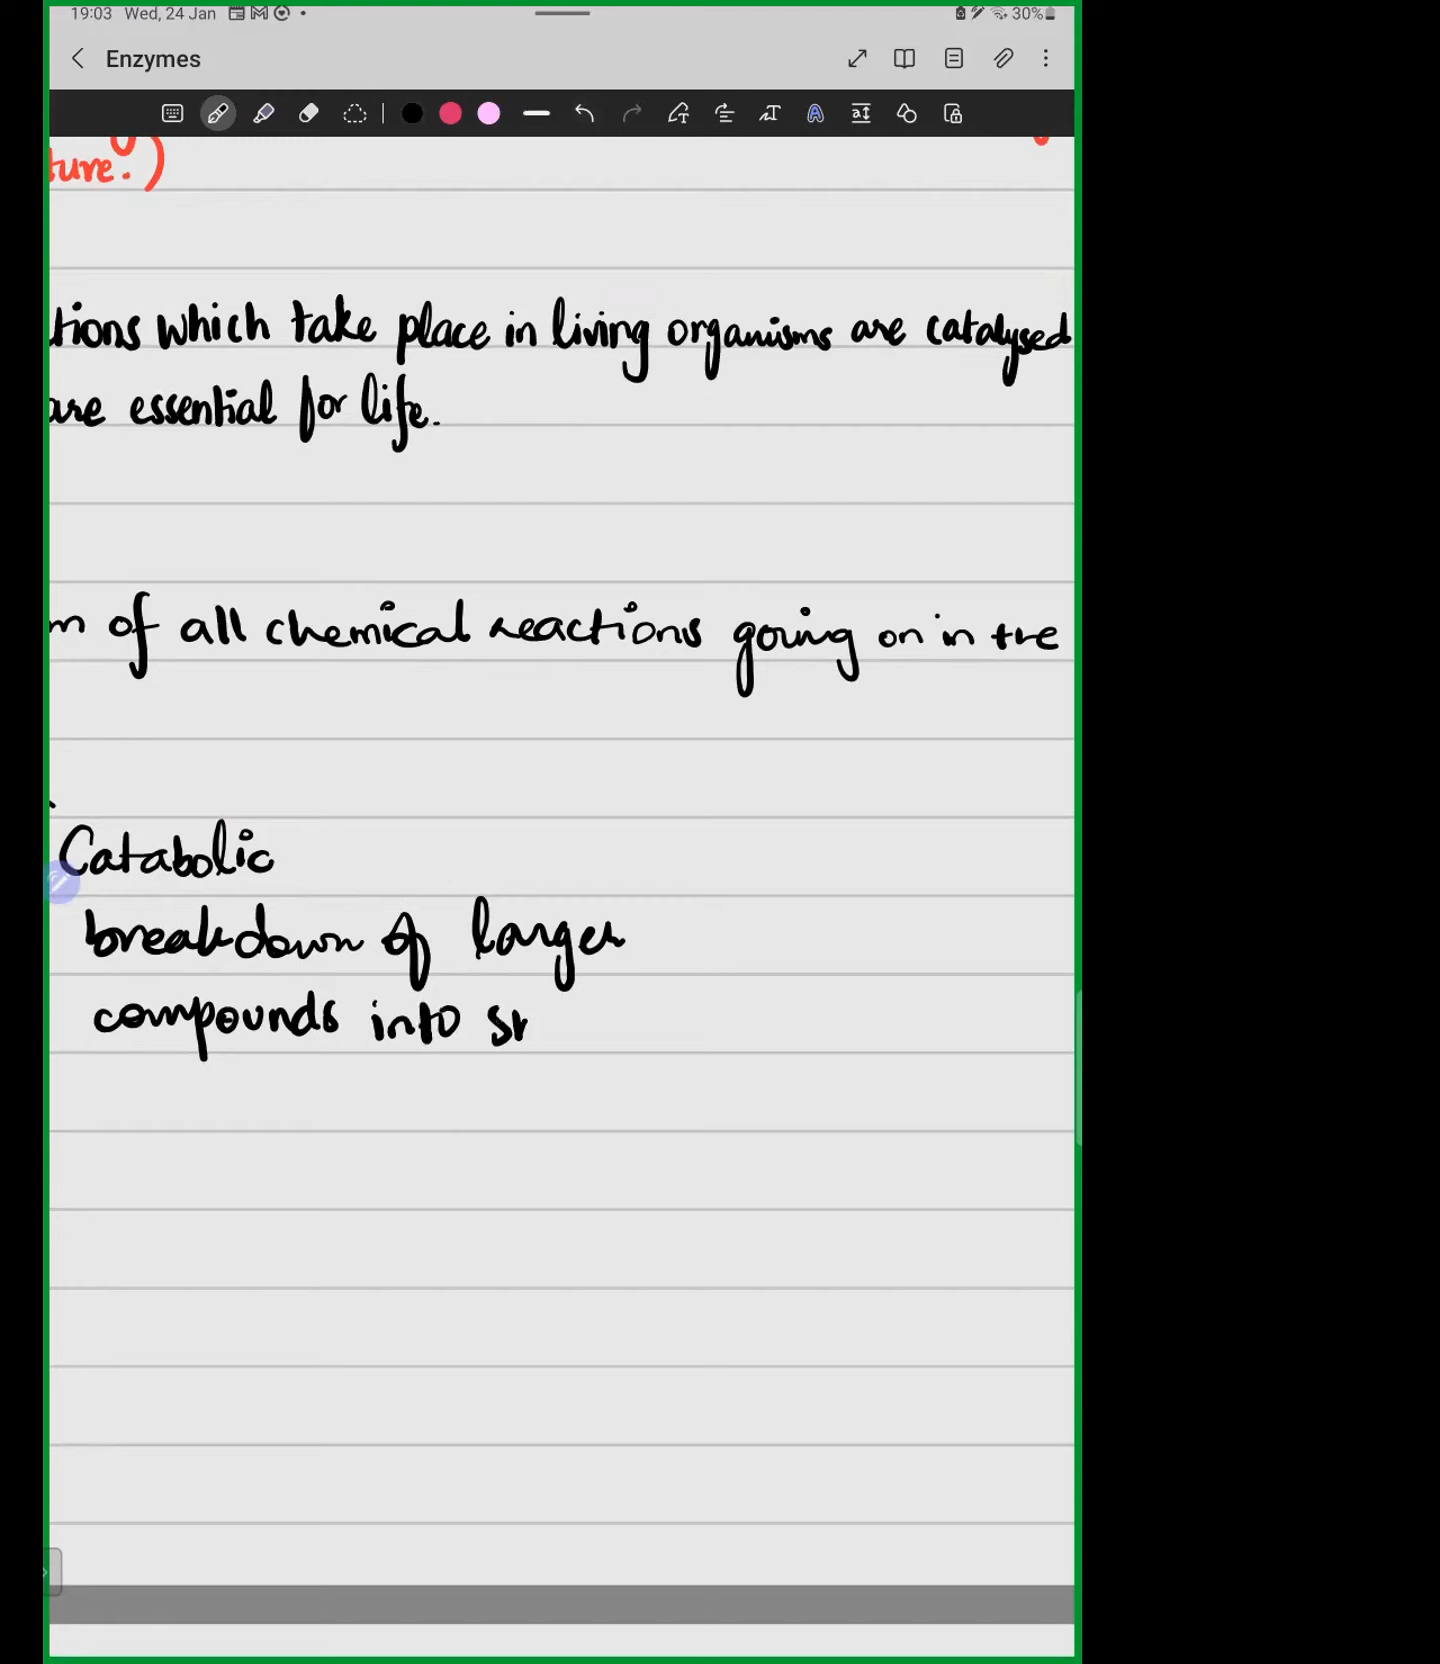 19:03 Wed, 24 Jan 30%
Enzymes
ture.)
tions which take place in living organisms are catalysed
are essential for life.
m of all chemical reactions going on in the
Catabolic
breakdown of larger
compounds into